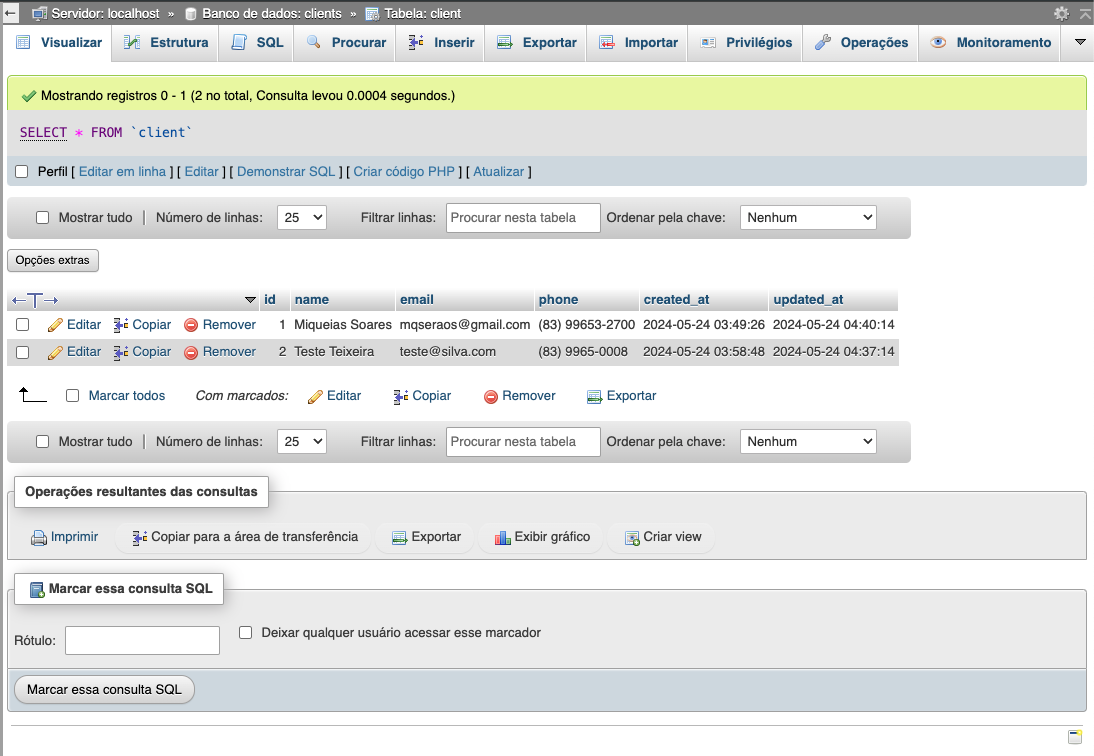 Servidor: localhost » Banco de dados: clients » Tabela: client
Visualizar Estrutura SQL Procurar Inserir Exportar Importar Privilégios Operações Monitoramento
Mostrando registros 0 - 1 (2 no total, Consulta levou 0.0004 segundos.)
SELECT * FROM `client`
Perfil [ Editar em linha ] [ Editar ] [ Demonstrar SQL ] [ Criar código PHP ] [ Atualizar ]
Mostrar tudo | Número de linhas: 25 Filtrar linhas: Procurar nesta tabela Ordenar pela chave: Nenhum
Opções extras
←T→ id name email phone created_at updated_at
Editar Copiar Remover 1 Miqueias Soares mqseraos@gmail.com (83) 99653-2700 2024-05-24 03:49:26 2024-05-24 04:40:14
Editar Copiar Remover 2 Teste Teixeira teste@silva.com (83) 9965-0008 2024-05-24 03:58:48 2024-05-24 04:37:14
Marcar todos Com marcados: Editar Copiar Remover Exportar
Mostrar tudo | Número de linhas: 25 Filtrar linhas: Procurar nesta tabela Ordenar pela chave: Nenhum
Operações resultantes das consultas
Imprimir Copiar para a área de transferência Exportar Exibir gráfico Criar view
Marcar essa consulta SQL
Rótulo: Deixar qualquer usuário acessar esse marcador
Marcar essa consulta SQL